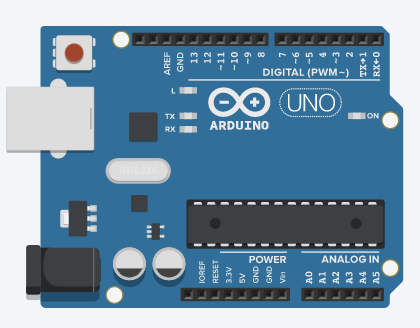 AREF
GND
13
12
~11
~10
~9
8
7
~6
~5
4
~3
2
TX→1
RX←0
DIGITAL (PWM~)
L
TX
RX
UNO
ARDUINO
ON
POWER
ANALOG IN
IOREF
RESET
3.3V
5V
GND
GND
Vin
A0
A1
A2
A3
A4
A5